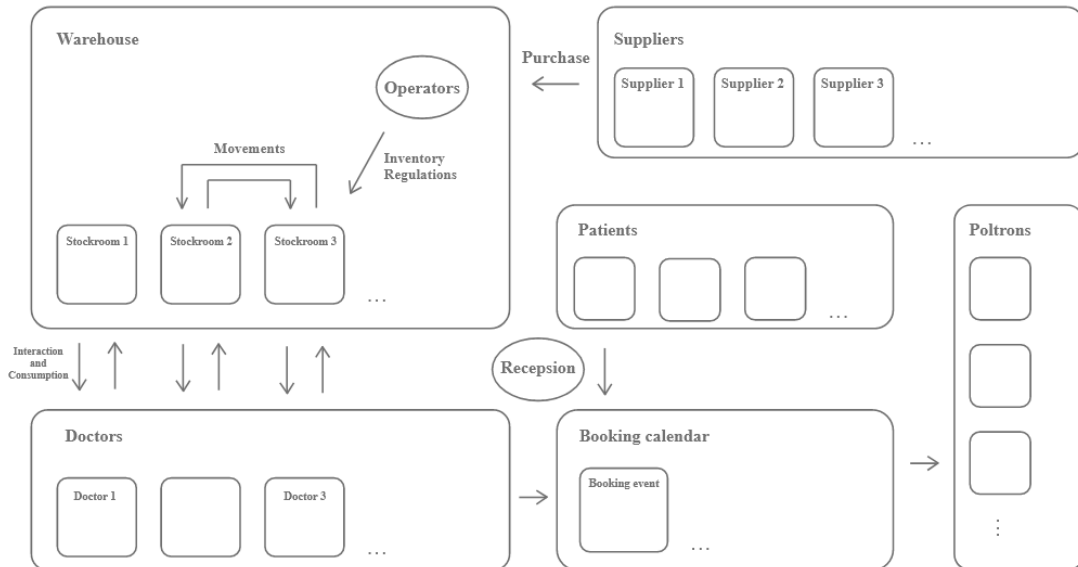 Warehouse
Suppliers
Purchase
Operators
Supplier 1
Supplier 2
Supplier 3
...
Movements
Inventory
Regulations
Stockroom 1
Stockroom 2
Stockroom 3
...
Patients
...
Poltrons
Interaction
and
Consumption
Recepsion
Doctors
Doctor 1
Doctor 3
...
Booking calendar
Booking event
...
⋮